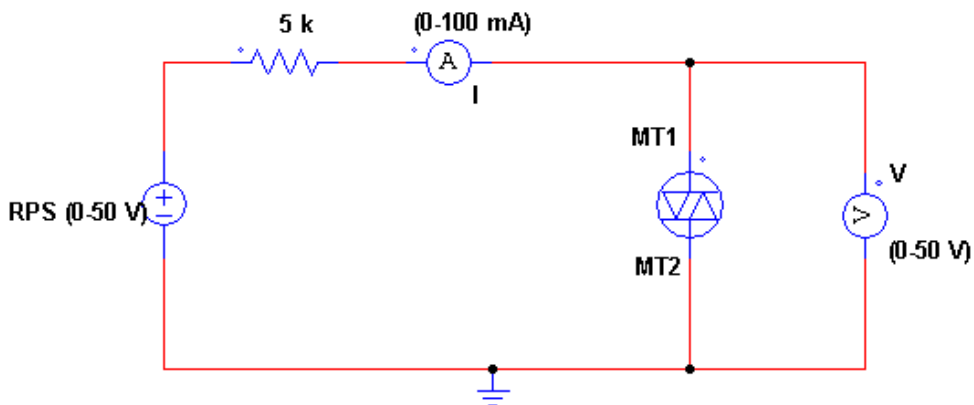 5 k
(0-100 mA)
A
I
MT1
V
RPS (0-50 V)
V
MT2
(0-50 V)